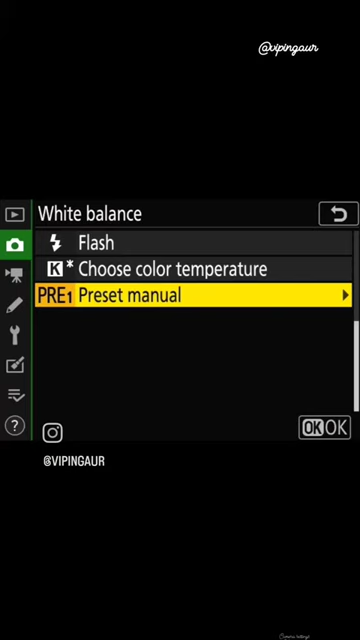 @vipingaur
White balance
Flash
K * Choose color temperature
PRE1 Preset manual
OK OK
@VIPINGAUR